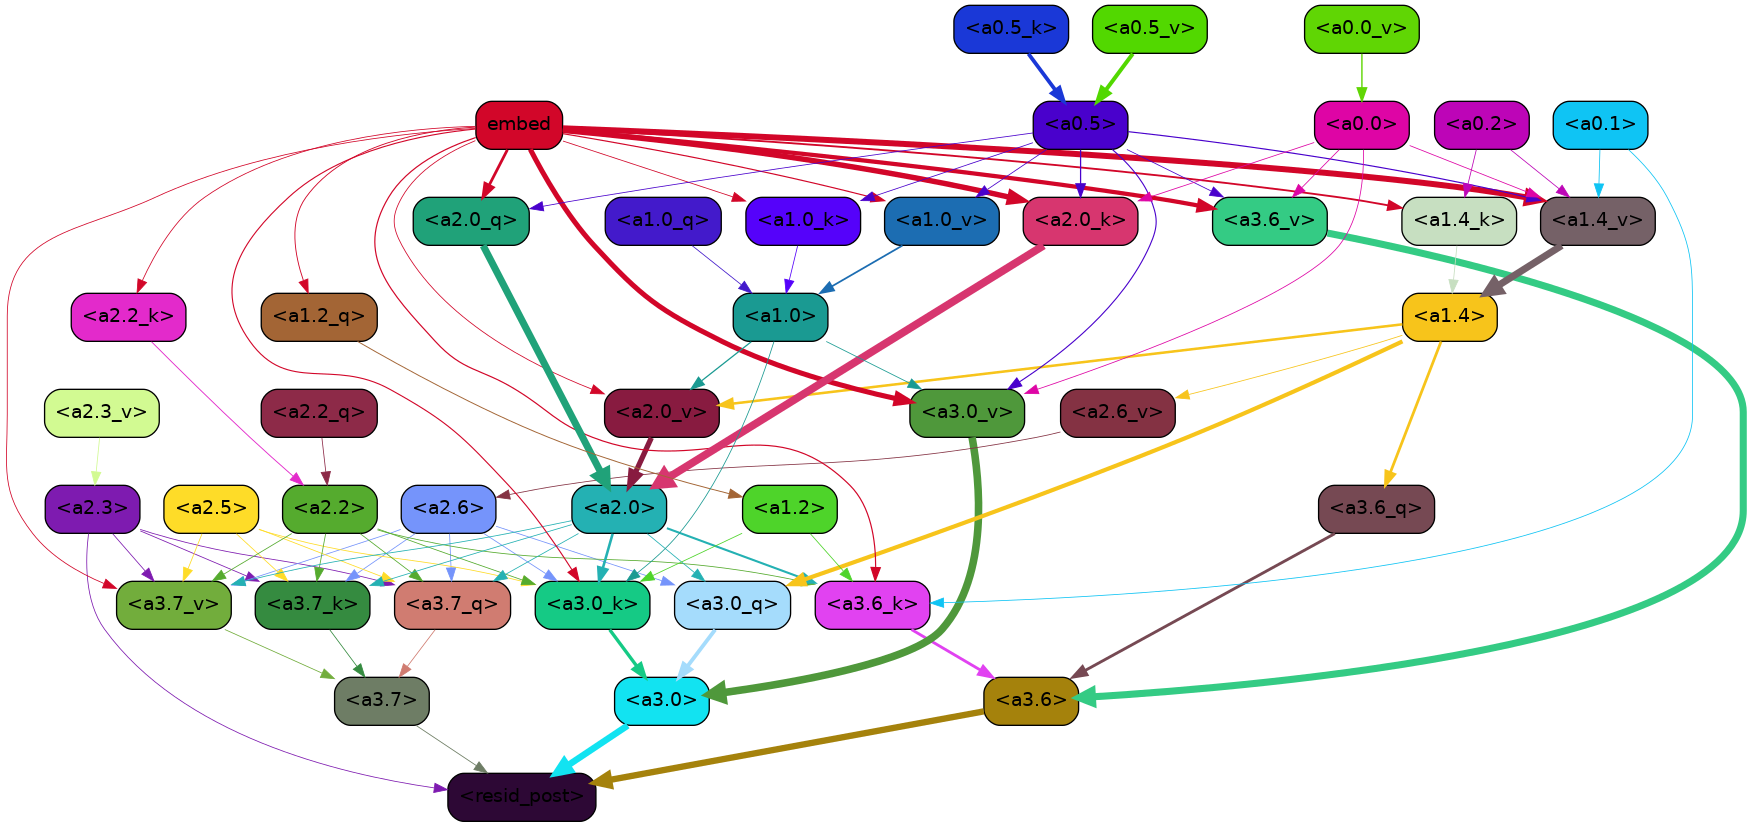 <a0.5_k> <a0.5_v> <a0.0_v>
embed <a0.5> <a0.0> <a0.2> <a0.1>
<a2.0_q> <a1.0_q> <a1.0_k> <a1.0_v> <a2.0_k> <a3.6_v> <a1.4_k> <a1.4_v>
<a2.2_k> <a1.2_q> <a1.0> <a1.4>
<a2.3_v> <a2.2_q> <a2.0_v> <a3.0_v> <a2.6_v>
<a2.3> <a2.5> <a2.2> <a2.6> <a2.0> <a1.2> <a3.6_q>
<a3.7_v> <a3.7_k> <a3.7_q> <a3.0_k> <a3.0_q> <a3.6_k>
<a3.7> <a3.0> <a3.6>
<resid_post>